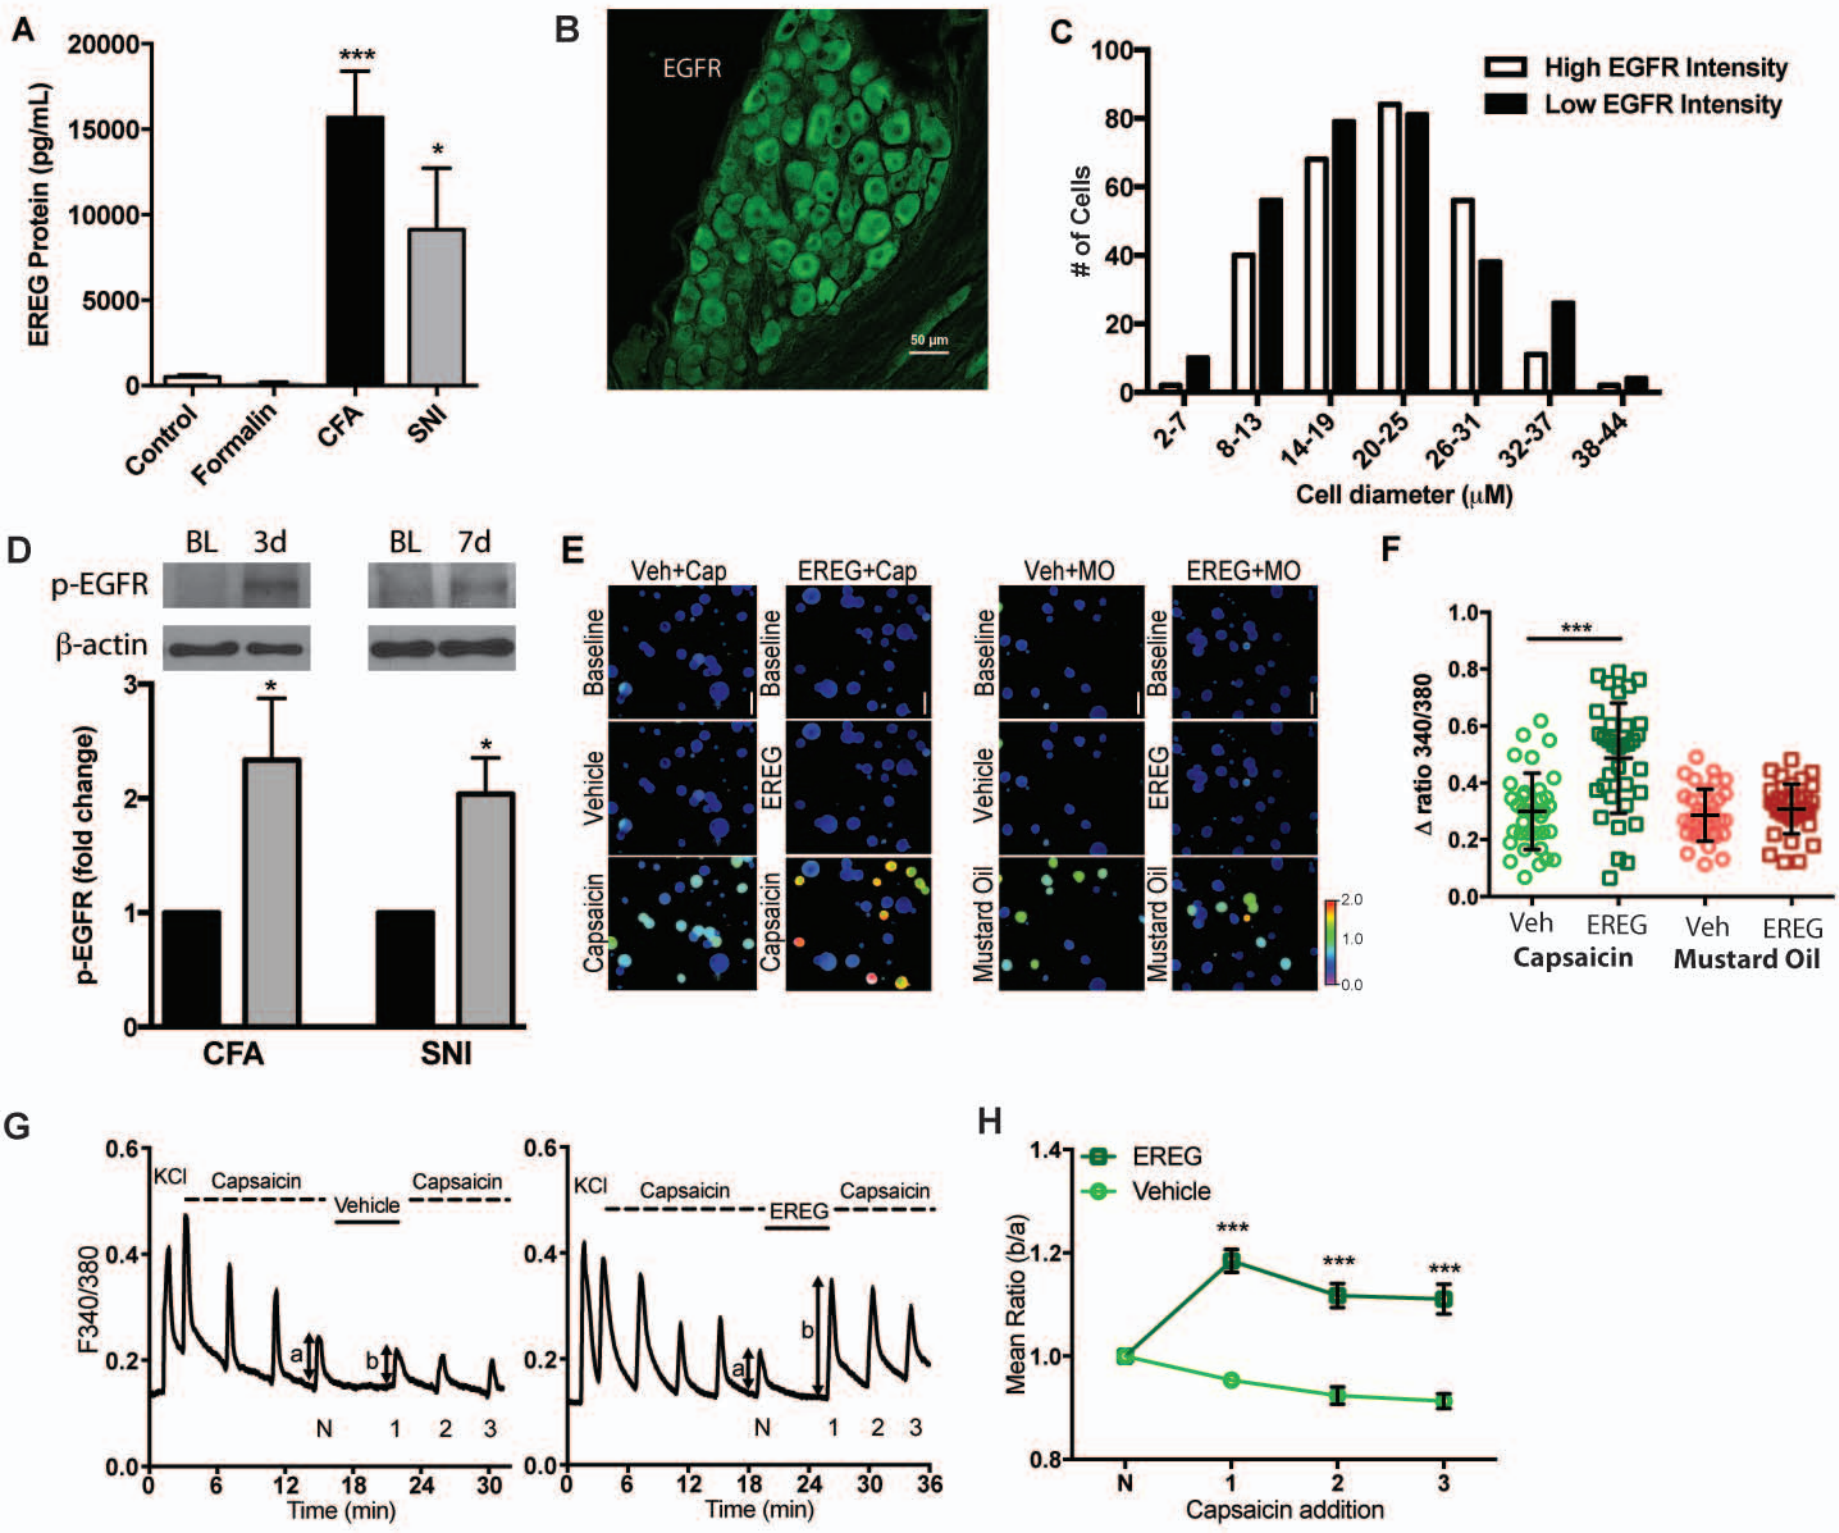 A
20000
15000
10000
5000
0
EREG Protein (pg/mL)
***
*
Control
Formalin
CFA
SNI
B
EGFR
50 µm
C
100
80
60
40
20
0
# of Cells
High EGFR Intensity
Low EGFR Intensity
2-7
8-13
14-19
20-25
26-31
32-37
38-44
Cell diameter (µM)
D
BL 3d BL 7d
p-EGFR
β-actin
3
2
1
0
p-EGFR (fold change)
*
*
CFA
SNI
E
Veh+Cap
EREG+Cap
Veh+MO
EREG+MO
Baseline
Baseline
Baseline
Baseline
Vehicle
EREG
Vehicle
EREG
Capsaicin
Capsaicin
Mustard Oil
Mustard Oil
2.0
1.0
0.0
F
1.0
0.8
0.6
0.4
0.2
0.0
Δ ratio 340/380
***
Veh
EREG
Veh
EREG
Capsaicin
Mustard Oil
G
0.6
0.4
0.2
0.0
F340/380
KCl
Capsaicin
Vehicle
Capsaicin
a
b
N
1
2
3
0
6
12
18
24
30
Time (min)
0.6
0.4
0.2
0.0
KCl
Capsaicin
EREG
Capsaicin
a
b
N
1
2
3
0
6
12
18
24
30
36
Time (min)
H
1.4
1.2
1.0
0.8
Mean Ratio (b/a)
EREG
Vehicle
***
***
***
N
1
2
3
Capsaicin addition